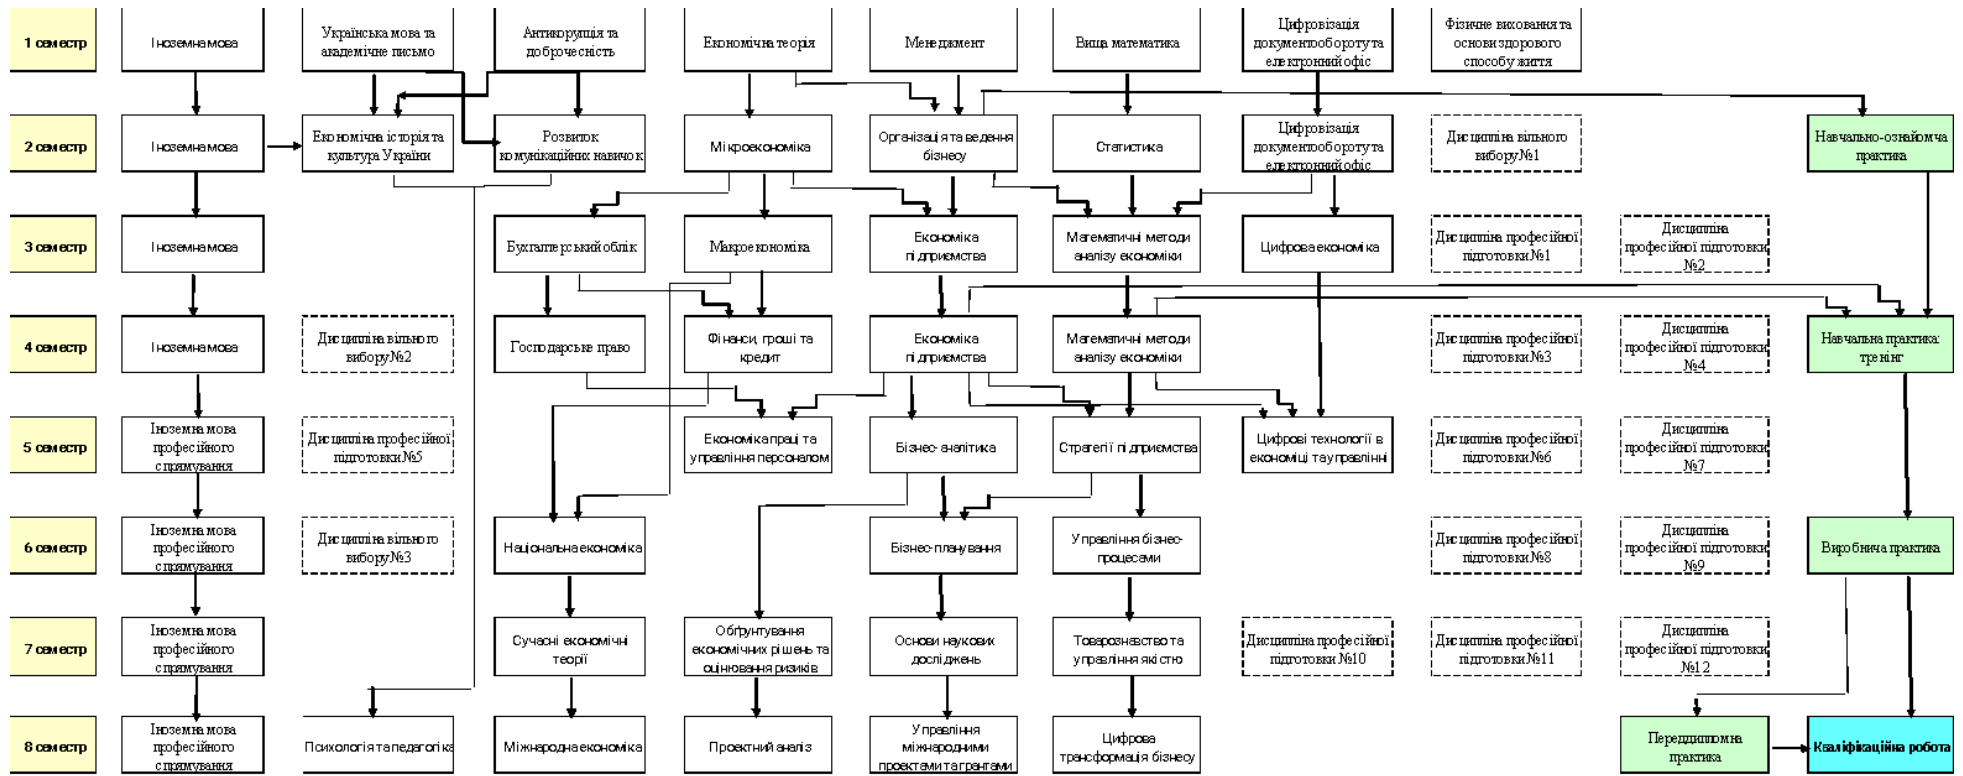 1 семестр
Іноземна мова
Українська мова та
академічне письмо
Антикорупція та
доброчесність
Економічна теорія
Менеджмент
Вища математика
Цифровізація
документообороту та
електронний офіс
Фізичне виховання та
основи здорового
способу життя
2 семестр
Іноземна мова
Економічна історія та
культура України
Розвиток
комунікаційних навичок
Мікроекономіка
Організація та ведення
бізнесу
Статистика
Цифровізація
документообороту та
електронний офіс
Дисципліна вільного
вибору №1
Навчально-ознайомча
практика
3 семестр
Іноземна мова
Бухгалтерський облік
Макроекономіка
Економіка
підприємства
Математичні методи
аналізу економіки
Цифрова економіка
Дисципліна професійної
підготовки №1
Дисципліна
професійної підготовки
№2
4 семестр
Іноземна мова
Дисципліна вільного
вибору №2
Господарське право
Фінанси, гроші та
кредит
Економіка
підприємства
Математичні методи
аналізу економіки
Дисципліна професійної
підготовки №3
Дисципліна
професійної підготовки
№4
Навчальна практика:
тренінг
5 семестр
Іноземна мова
професійного
спрямування
Дисципліна професійної
підготовки №5
Економіка праці та
управління персоналом
Бізнес-аналітика
Стратегії підприємства
Цифрові технології в
економіці та управлінні
Дисципліна професійної
підготовки №6
Дисципліна
професійної підготовки
№7
6 семестр
Іноземна мова
професійного
спрямування
Дисципліна вільного
вибору №3
Національна економіка
Бізнес-планування
Управління бізнес-
процесами
Дисципліна професійної
підготовки №8
Дисципліна
професійної підготовки
№9
Виробнича практика
7 семестр
Іноземна мова
професійного
спрямування
Сучасні економічні
теорії
Обґрунтування
економічних рішень та
оцінювання ризиків
Основи наукових
досліджень
Товарознавство та
управління якістю
Дисципліна професійної
підготовки №10
Дисципліна професійної
підготовки №11
Дисципліна
професійної підготовки
№12
8 семестр
Іноземна мова
професійного
спрямування
Психологія та педагогіка
Міжнародна економіка
Проектний аналіз
Управління
міжнародними
проектами та грантами
Цифрова
трансформація бізнесу
Переддипломна
практика
Кваліфікаційна робота